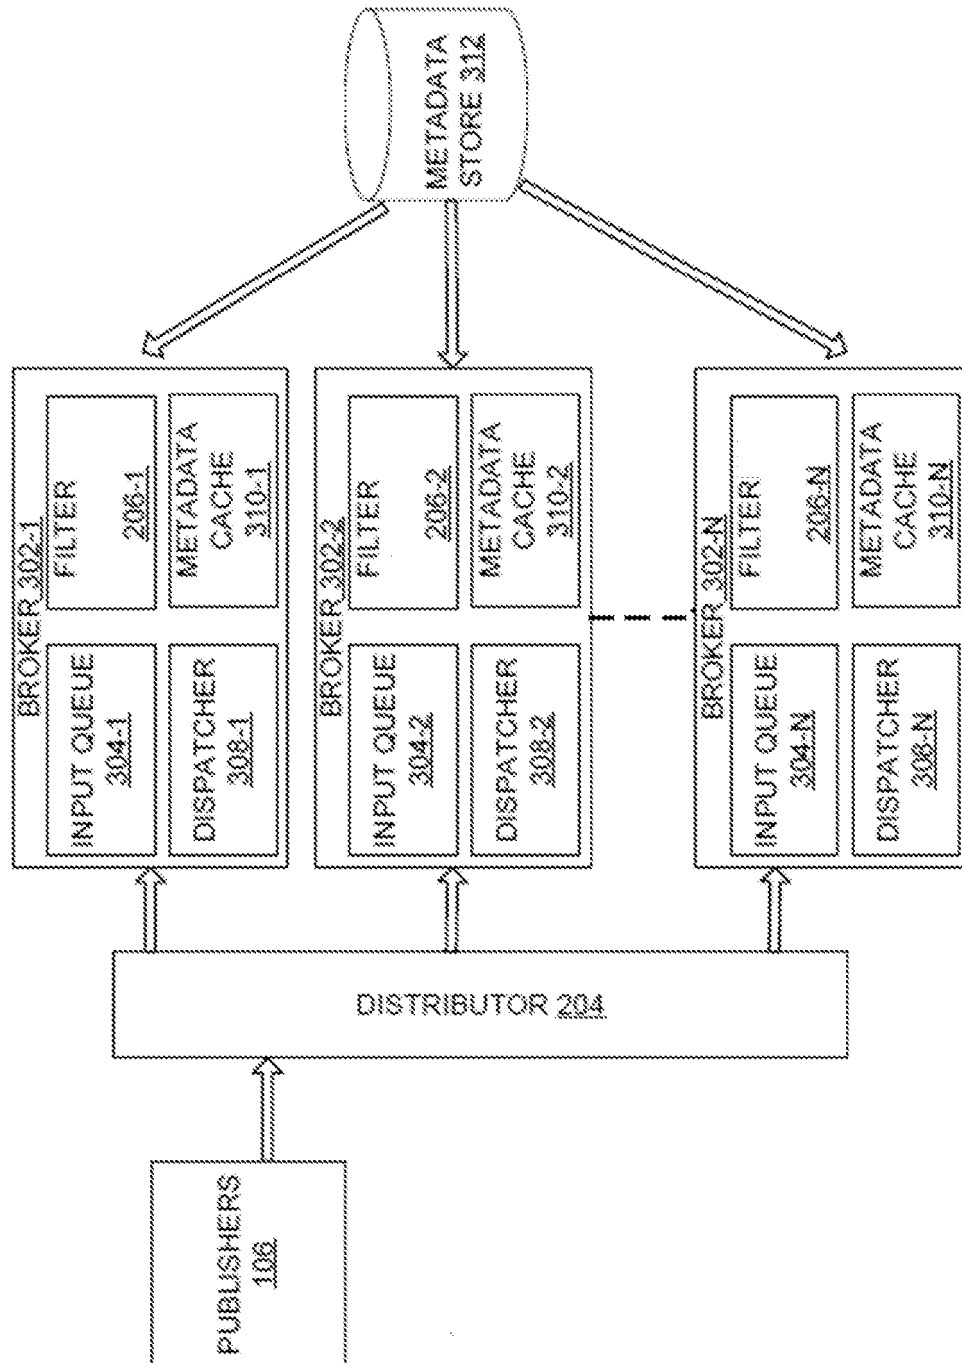 PUBLISHERS
106
DISTRIBUTOR 204
BROKER 302-1
INPUT QUEUE
304-1
FILTER
206-1
DISPATCHER
308-1
METADATA
CACHE
310-1
BROKER 302-2
INPUT QUEUE
304-2
FILTER
206-2
DISPATCHER
308-2
METADATA
CACHE
310-2
BROKER 302-N
INPUT QUEUE
304-N
FILTER
206-N
DISPATCHER
308-N
METADATA
CACHE
310-N
METADATA
STORE 312